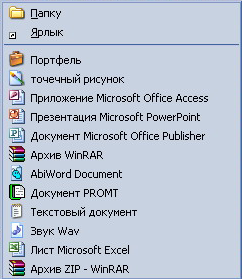 Папку
Ярлык
Портфель
точечный рисунок
Приложение Microsoft Office Access
Презентация Microsoft PowerPoint
Документ Microsoft Office Publisher
Архив WinRAR
AbiWord Document
Документ PROMT
Текстовый документ
Звук Wav
Лист Microsoft Excel
Архив ZIP - WinRAR